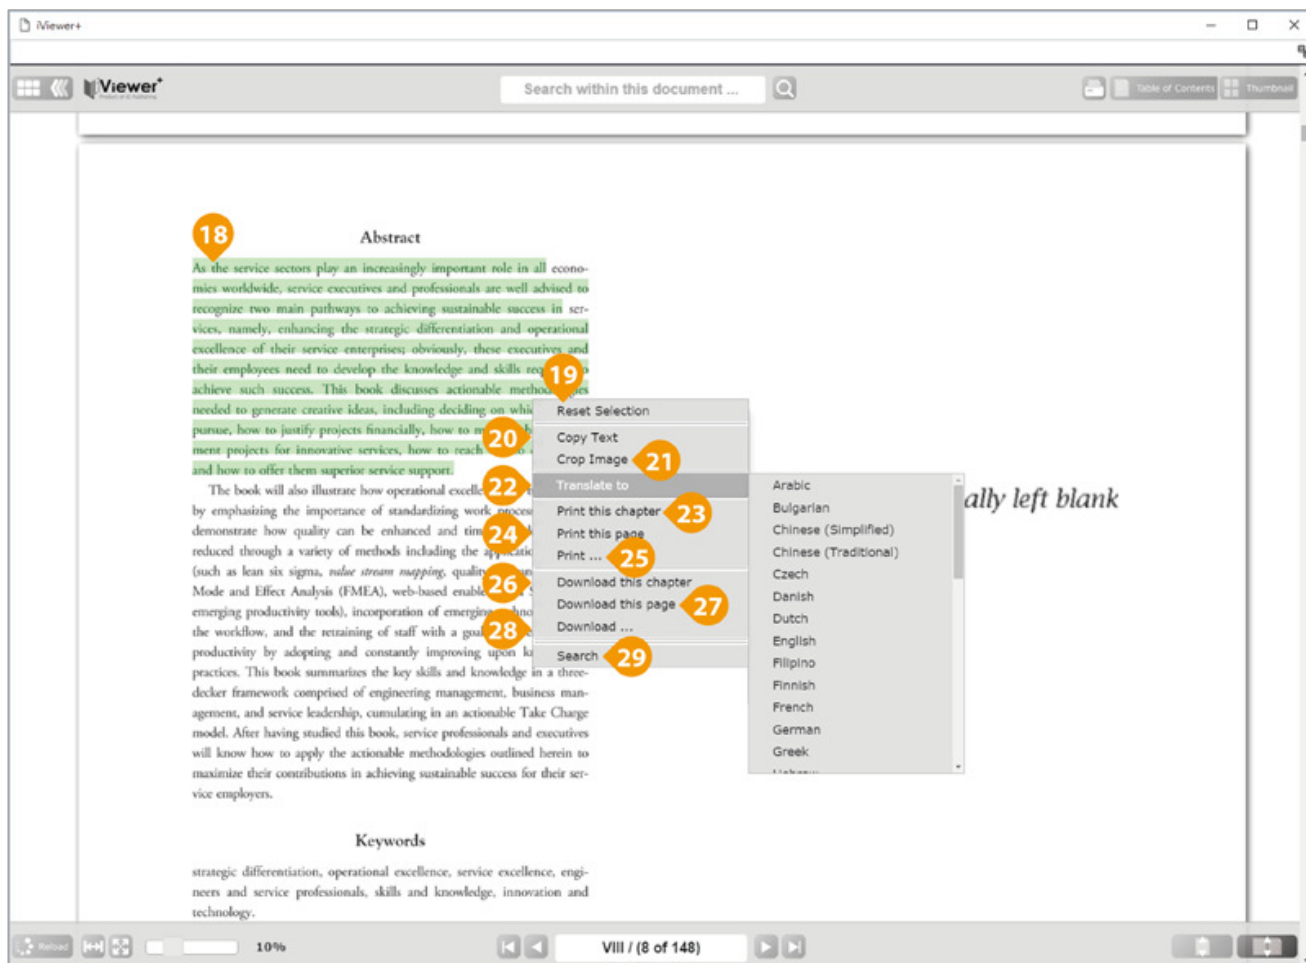 iViewer+
iViewer+
Search within this document ...
Table of Contents
Thumbnail
18
Abstract
As the service sectors play an increasingly important role in all econo-
mies worldwide, service executives and professionals are well advised to
recognize two main pathways to achieving sustainable success in ser-
vices, namely, enhancing the strategic differentiation and operational
excellence of their service enterprises; obviously, these executives and
their employees need to develop the knowledge and skills
achieve such success. This book discusses actionable
needed to generate creative ideas, including deciding on
pursue, how to justify projects financially, how to
ment projects for innovative services, how to reach
and how to offer them superior service support.
The book will also illustrate how operational
by emphasizing the importance of standardizing work
demonstrate how quality can be enhanced and
reduced through a variety of methods including the
(such as lean six sigma, value stream mapping, quality
Mode and Effect Analysis (FMEA), web-based
emerging productivity tools), incorporation of emerging
the workflow, and the retraining of staff with a
productivity by adopting and constantly improving upon
practices. This book summarizes the key skills and knowledge in a three-
decker framework comprised of engineering management, business man-
agement, and service leadership, cumulating in an actionable Take Charge
model. After having studied this book, service professionals and executives
will know how to apply the actionable methodologies outlined herein to
maximize their contributions in achieving sustainable success for their ser-
vice employers.
Keywords
strategic differentiation, operational excellence, service excellence, engi-
neers and service professionals, skills and knowledge, innovation and
technology.
19
Reset Selection
20 Copy Text
Crop Image 21
22 Translate to
Print this chapter 23
24 Print this page
Print ... 25
26 Download this chapter
Download this page 27
28 Download ...
Search 29
Arabic
Bulgarian
Chinese (Simplified)
Chinese (Traditional)
Czech
Danish
Dutch
English
Filipino
Finnish
French
German
Greek
ally left blank
Reload
10%
VIII / (8 of 148)